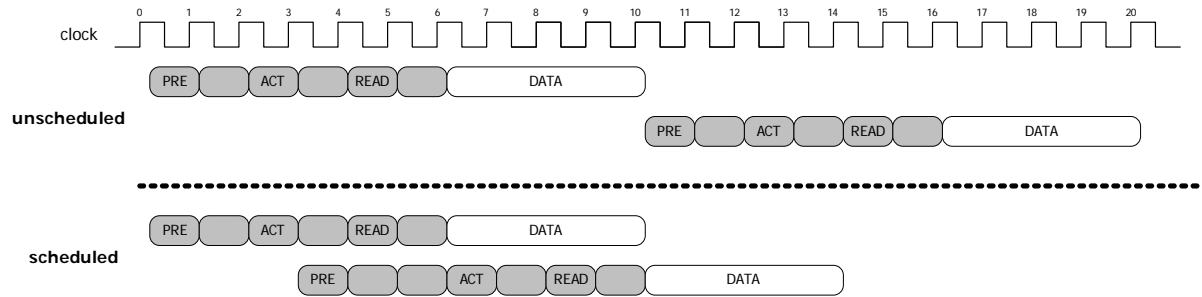 0 1 2 3 4 5 6 7 8 9 10 11 12 13 14 15 16 17 18 19 20
clock
PRE ACT READ DATA
unscheduled
PRE ACT READ DATA
PRE ACT READ DATA
scheduled
PRE ACT READ DATA